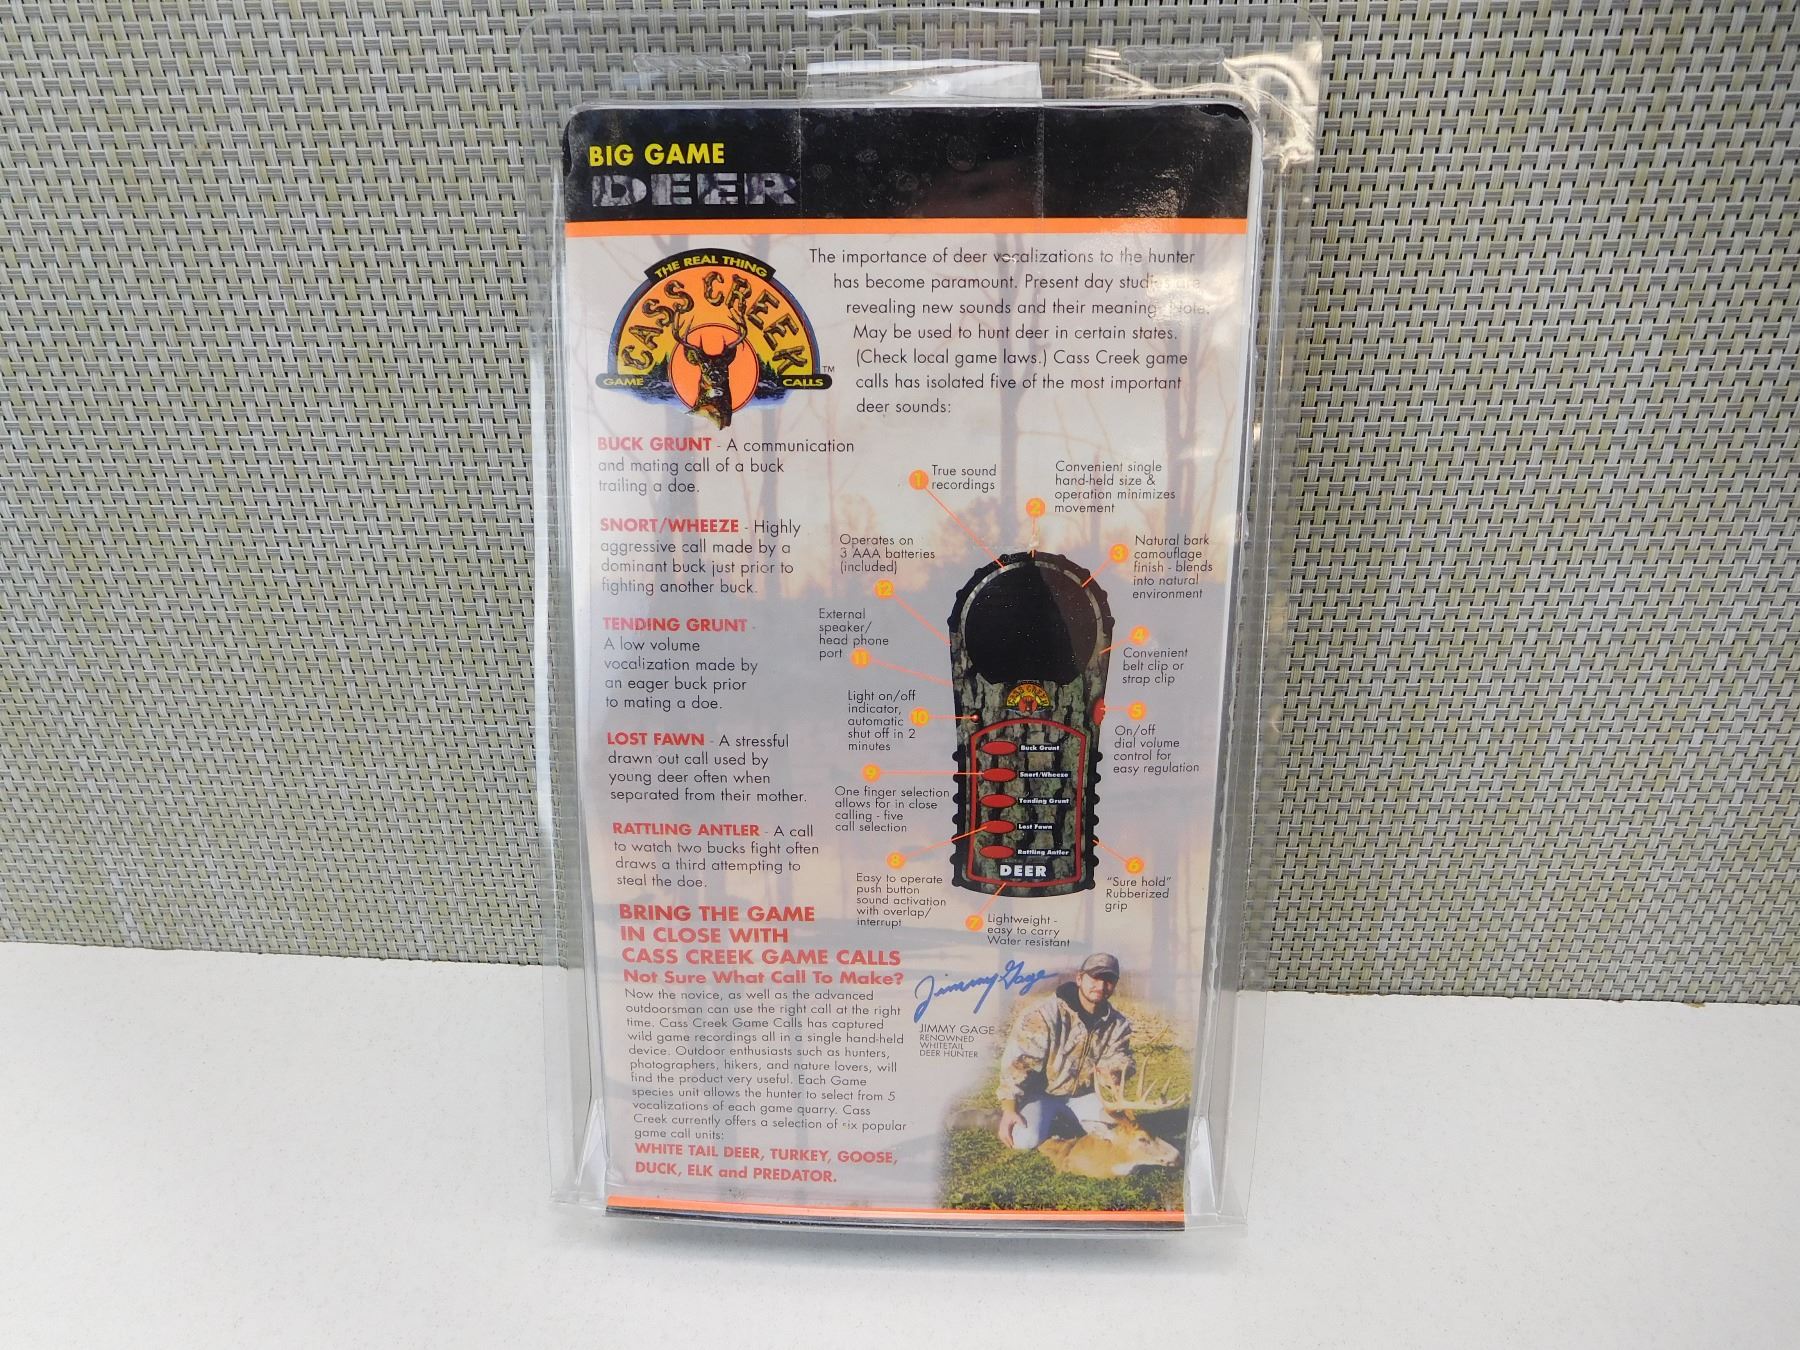 BIG GAME
DEER
THE REAL THING
CASS CREEK
GAME CALLS TM
The importance of deer vocalizations to the hunter
has become paramount. Present day studies are
revealing new sounds and their meaning. Note:
May be used to hunt deer in certain states.
(Check local game laws.) Cass Creek game
calls has isolated five of the most important
deer sounds:
BUCK GRUNT - A communication
and mating call of a buck
trailing a doe.
SNORT/WHEEZE - Highly
aggressive call made by a
dominant buck just prior to
fighting another buck.
TENDING GRUNT -
A low volume
vocalization made by
an eager buck prior
to mating a doe.
LOST FAWN - A stressful
drawn out call used by
young deer often when
separated from their mother.
RATTLING ANTLER - A call
to watch two bucks fight often
draws a third attempting to
steal the doe.
1 True sound
recordings
2
Convenient single
hand-held size &
operation minimizes
movement
3 Natural bark
camouflage
finish - blends
into natural
environment
4
Convenient
belt clip or
strap clip
5
On/off
dial volume
control for
easy regulation
6
"Sure hold"
Rubberized
grip
7 Lightweight -
easy to carry
Water resistant
8
Easy to operate
push button
sound activation
with overlap/
interrupt
9
One finger selection
allows for in close
calling - five
call selection
Light on/off
indicator,
automatic 10
shut off in 2
minutes
External
speaker/
head phone
port 11
Operates on
3 AAA batteries
(included)
12
CASS CREEK
Buck Grunt
Snort/Wheeze
Tending Grunt
Lost Fawn
Rattling Antler
DEER
BRING THE GAME
IN CLOSE WITH
CASS CREEK GAME CALLS
Not Sure What Call To Make?
Now the novice, as well as the advanced
outdoorsman can use the right call at the right
time. Cass Creek Game Calls has captured
wild game recordings all in a single hand-held
device. Outdoor enthusiasts such as hunters,
photographers, hikers, and nature lovers, will
find the product very useful. Each Game
species unit allows the hunter to select from 5
vocalizations of each game quarry. Cass
Creek currently offers a selection of six popular
game call units:
WHITE TAIL DEER, TURKEY, GOOSE,
DUCK, ELK and PREDATOR.
Jimmy Gage
JIMMY GAGE
RENOWNED
WHITETAIL
DEER HUNTER